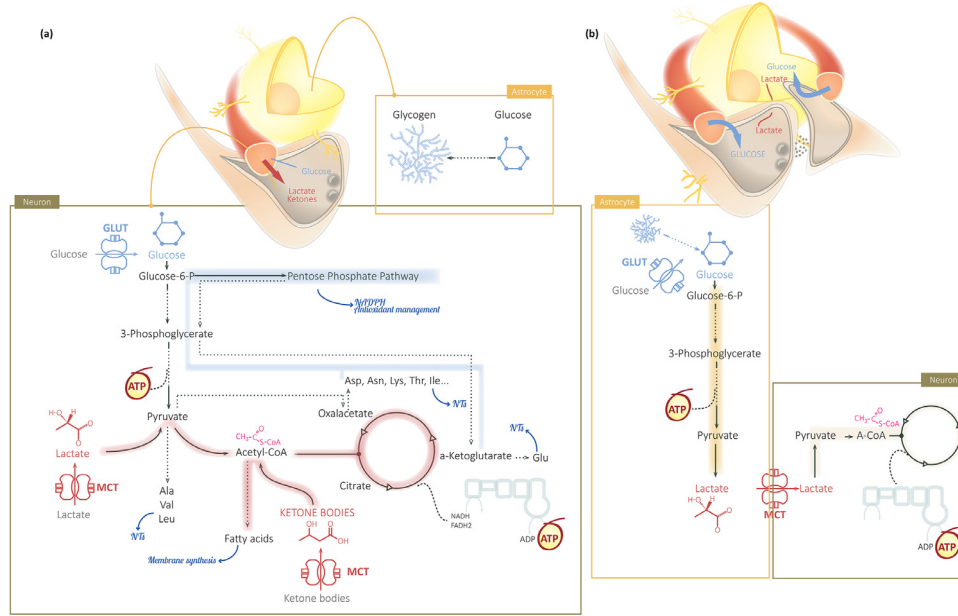 (a)
Astrocyte
Glycogen
Glucose
Glucose
Lactate
Ketones
Neuron
GLUT
Glucose
Glucose
Glucose-6-P
Pentose Phosphate Pathway
NADPH
Antioxidant management
3-Phosphoglycerate
ATP
Asp, Asn, Lys, Thr, Ile...
NTs
Oxalacetate
Pyruvate
CH₃-C
O
S-CoA
Acetyl-CoA
Citrate
a-Ketoglutarate
Glu
NTs
HO
H
O
O
Lactate
MCT
Lactate
Ala
Val
Leu
NTs
Fatty acids
Membrane synthesis
KETONE BODIES
OH
O
OH
MCT
Ketone bodies
NADH
FADH2
ADP
ATP
(b)
Glucose
Lactate
Lactate
GLUCOSE
Astrocyte
GLUT
Glucose
Glucose
Glucose-6-P
3-Phosphoglycerate
ATP
Pyruvate
Lactate
HO
H
O
O
MCT
Neuron
Lactate
Pyruvate
CH₃-C
O
S-CoA
A-CoA
ADP
ATP